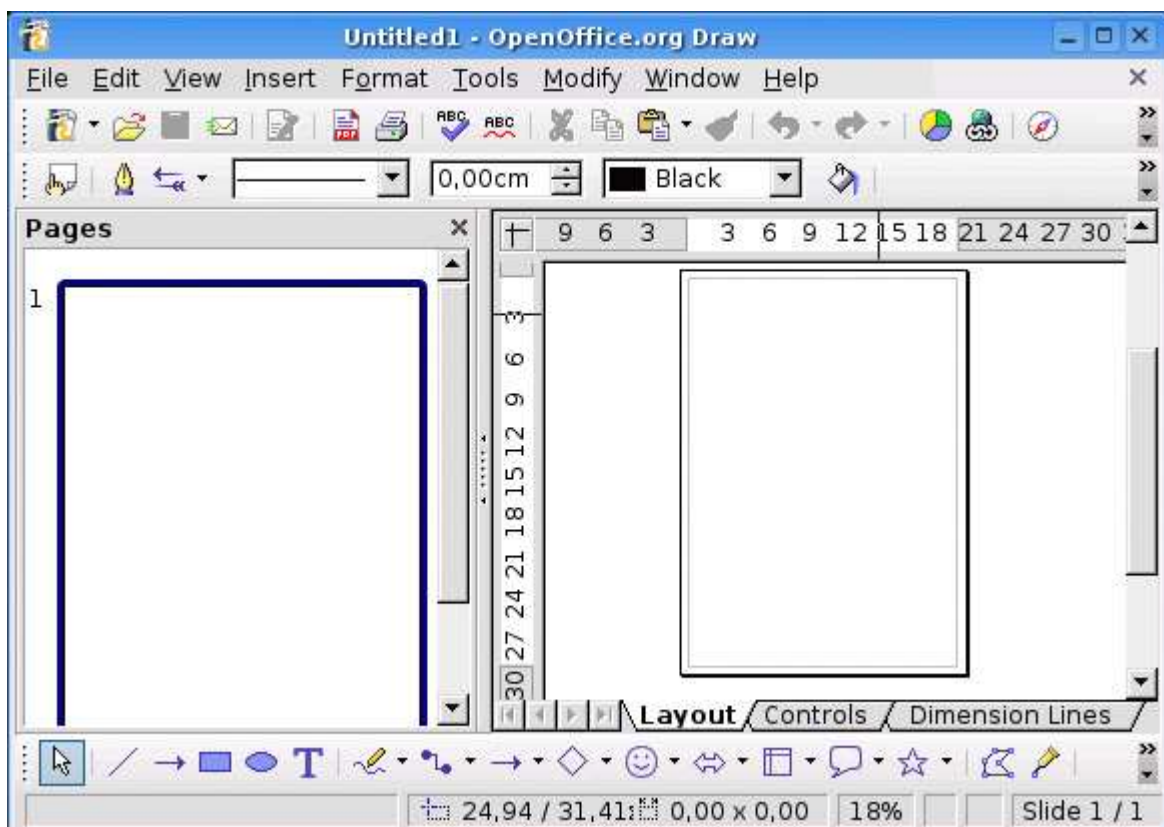 Untitled1 - OpenOffice.org Draw
File Edit View Insert Format Tools Modify Window Help
PDF ABC ABC
0,00cm Black
Pages
9 6 3 3 6 9 12 15 18 21 24 27 30
1
3
6
9
12
15
18
21
24
27
30
Layout Controls Dimension Lines
T
24,94 / 31,41 0,00 x 0,00 18% Slide 1 / 1